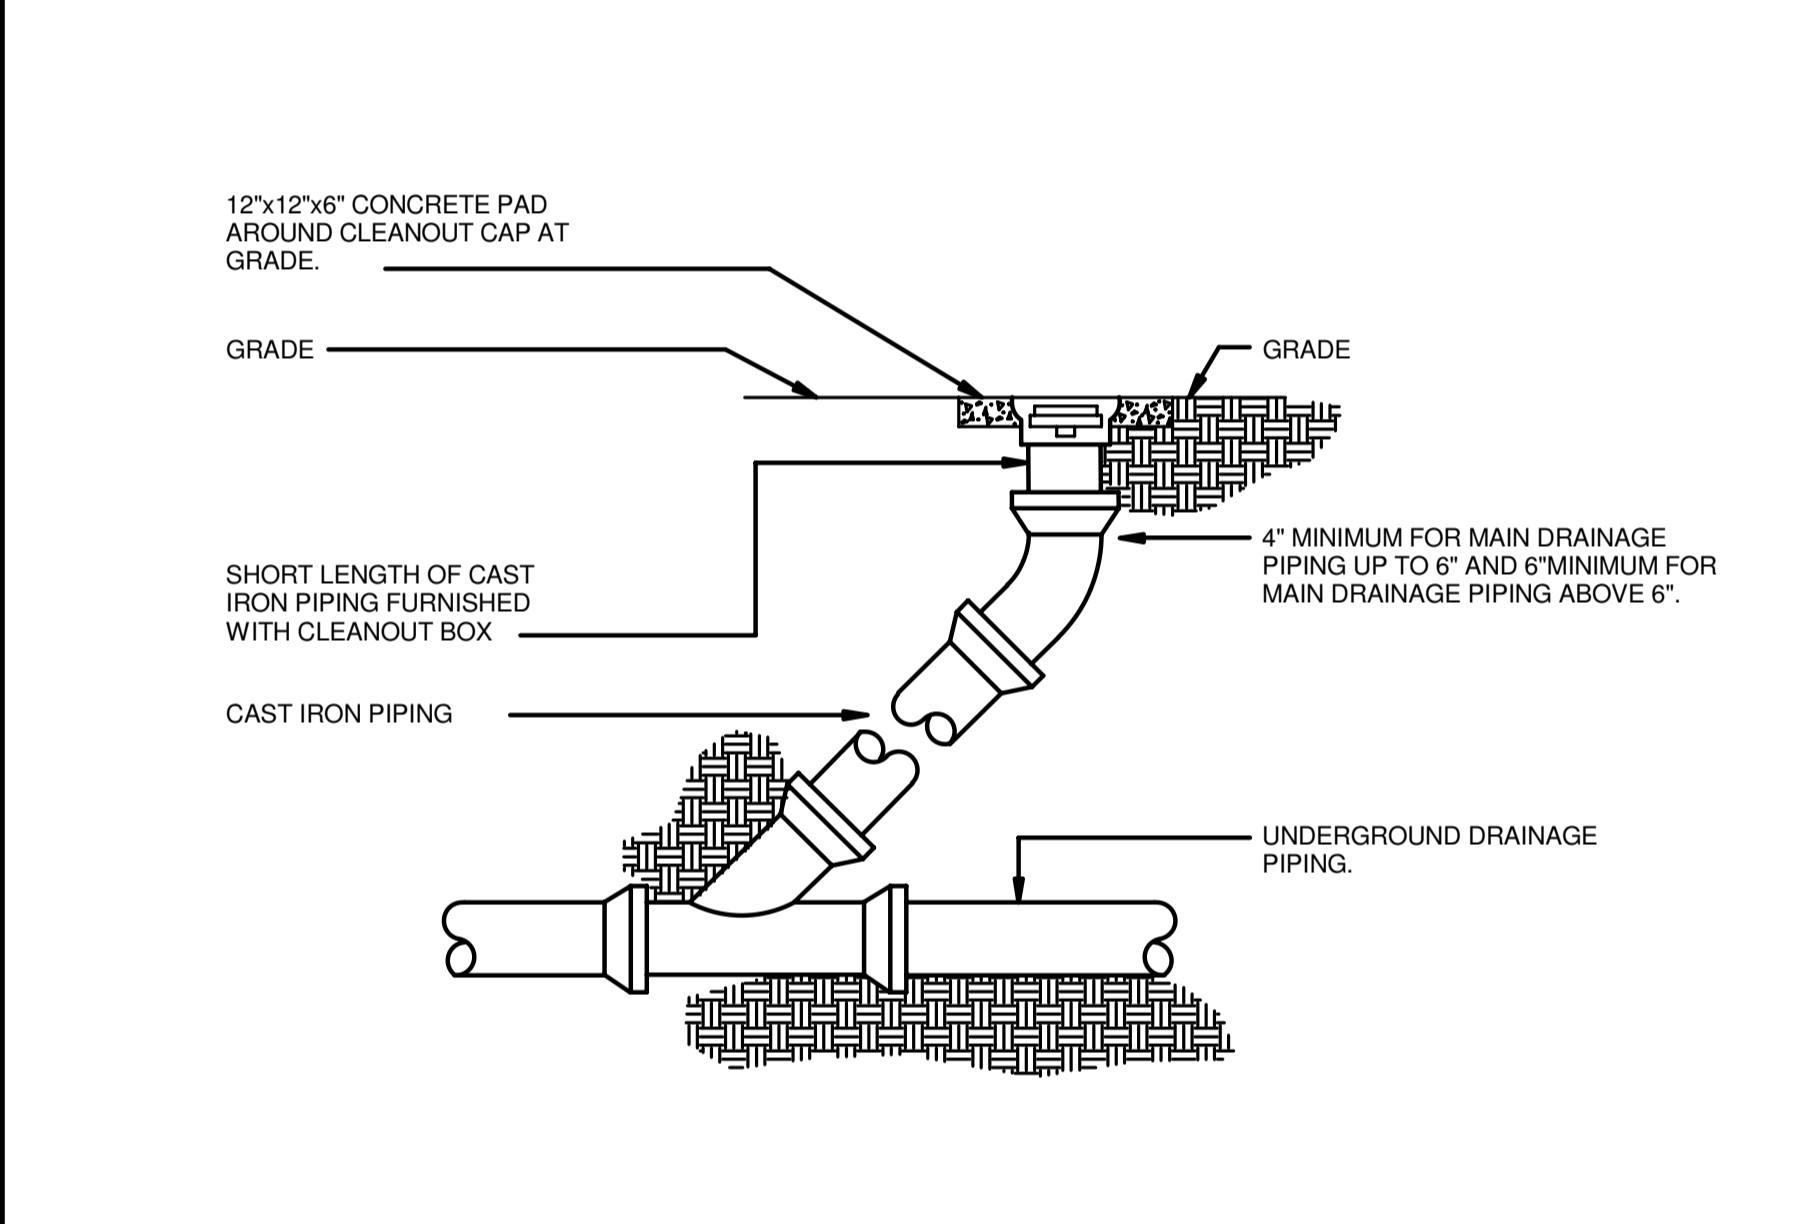 12"x12"x6" CONCRETE PAD
AROUND CLEANOUT CAP AT
GRADE.
GRADE
GRADE
SHORT LENGTH OF CAST
IRON PIPING FURNISHED
WITH CLEANOUT BOX
4" MINIMUM FOR MAIN DRAINAGE
PIPING UP TO 6" AND 6"MINIMUM FOR
MAIN DRAINAGE PIPING ABOVE 6".
CAST IRON PIPING
UNDERGROUND DRAINAGE
PIPING.